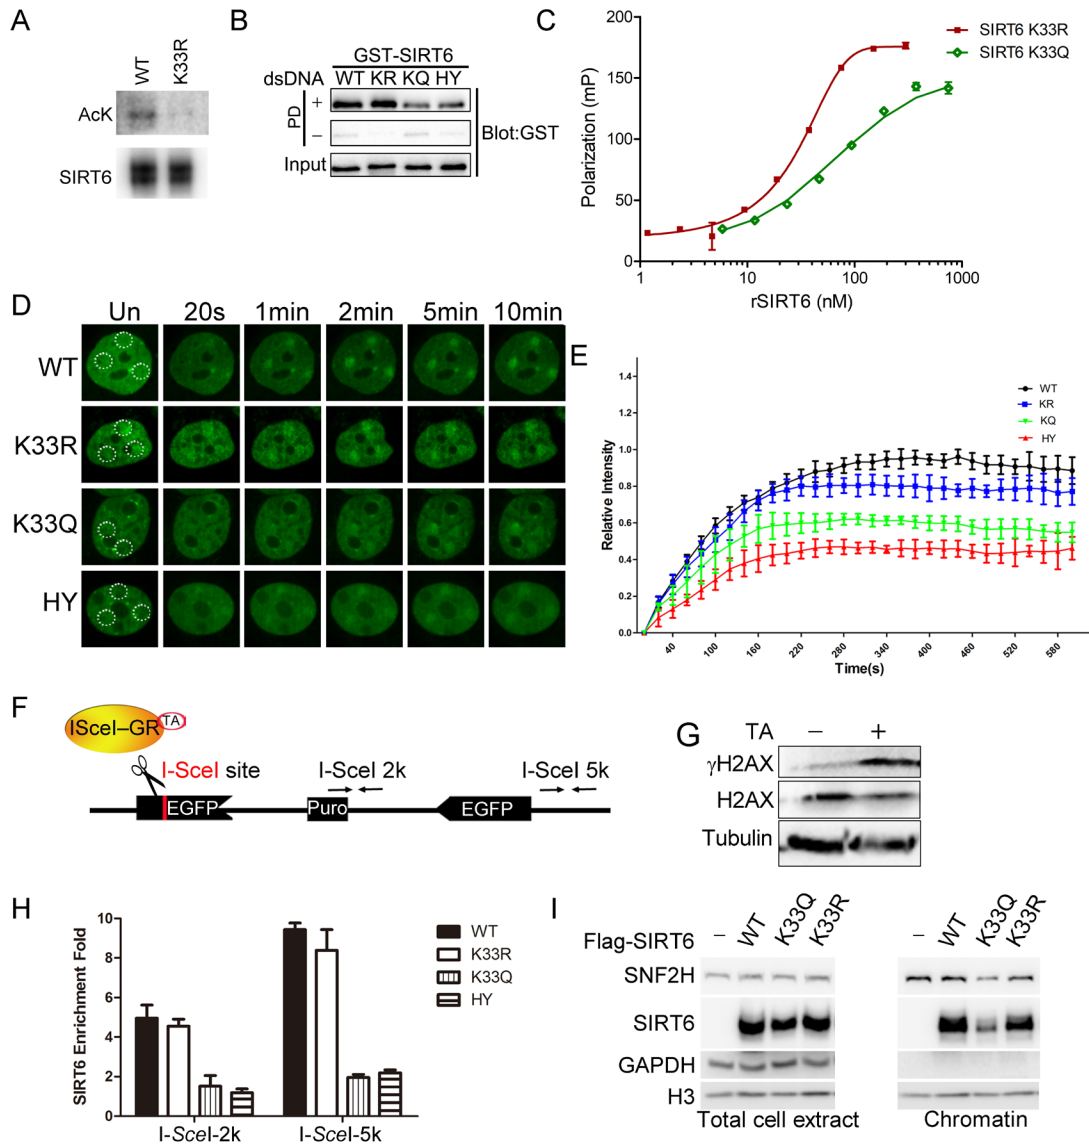 A
WT
K33R
AcK
SIRT6
B
GST-SIRT6
dsDNA WT KR KQ HY
PD
+
−
Blot:GST
Input
C
SIRT6 K33R
SIRT6 K33Q
Polarization (mP)
200
150
100
50
0
1 10 100 1000
rSIRT6 (nM)
D
Un 20s 1min 2min 5min 10min
WT
K33R
K33Q
HY
E
WT
KR
KQ
HY
Relative Intensity
1.4
1.2
1.0
0.8
0.6
0.4
0.2
0.0
40 100 160 220 280 340 400 460 520 580
Time(s)
F
ISceI–GR TA
I-SceI site
I-SceI 2k
I-SceI 5k
EGFP
Puro
EGFP
G
TA − +
γH2AX
H2AX
Tubulin
H
SIRT6 Enrichment Fold
10
8
6
4
2
0
WT
K33R
K33Q
HY
I-SceI-2k I-SceI-5k
I
Flag-SIRT6 − WT K33Q K33R − WT K33Q K33R
SNF2H
SIRT6
GAPDH
H3
Total cell extract Chromatin